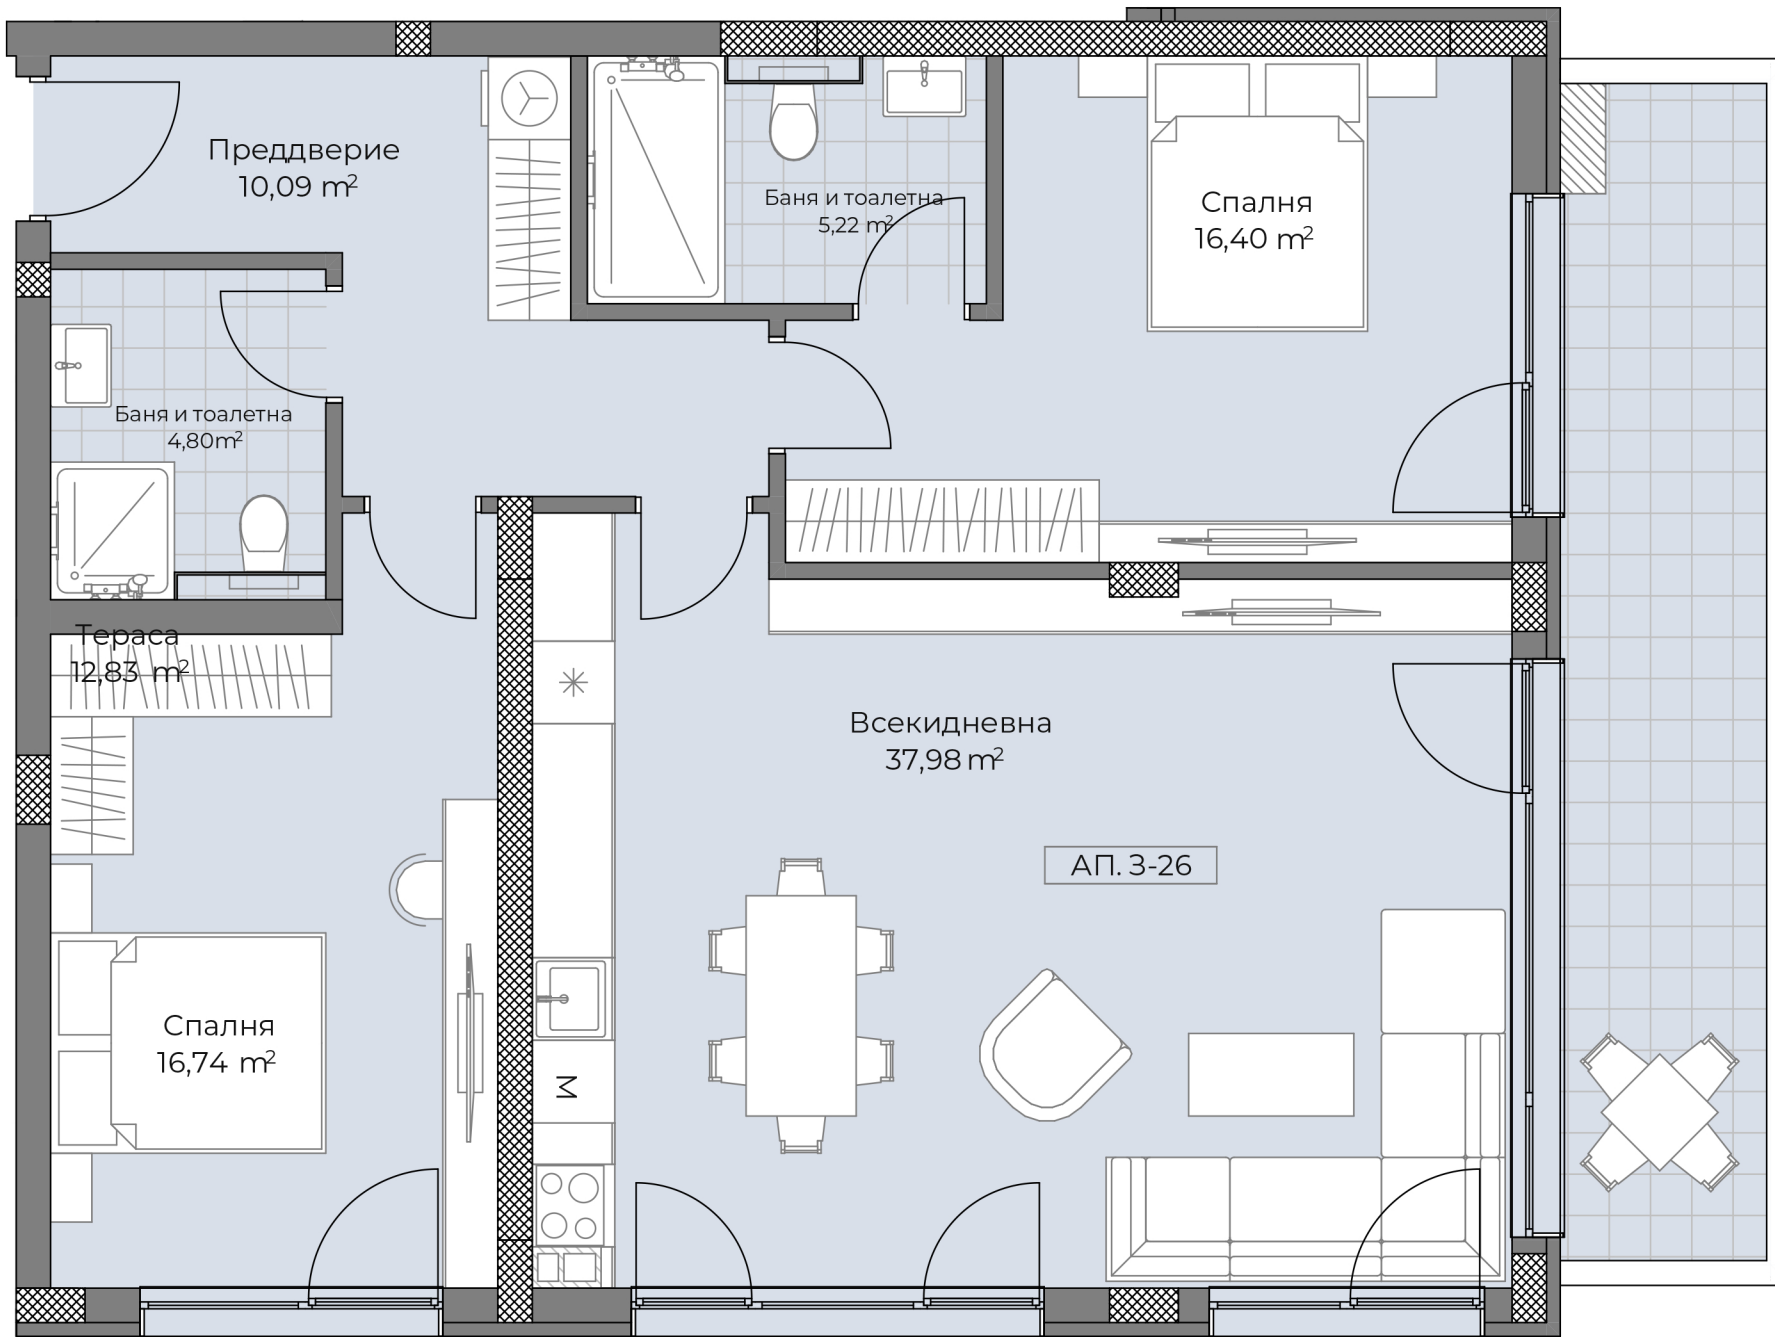 Преддверие
10,09 m²
Баня и тоалетна
5,22 m²
Спалня
16,40 m²
Баня и тоалетна
4,80m²
Тераса
12,83 m²
Всекидневна
37,98 m²
АП. З-26
Спалня
16,74 m²
M